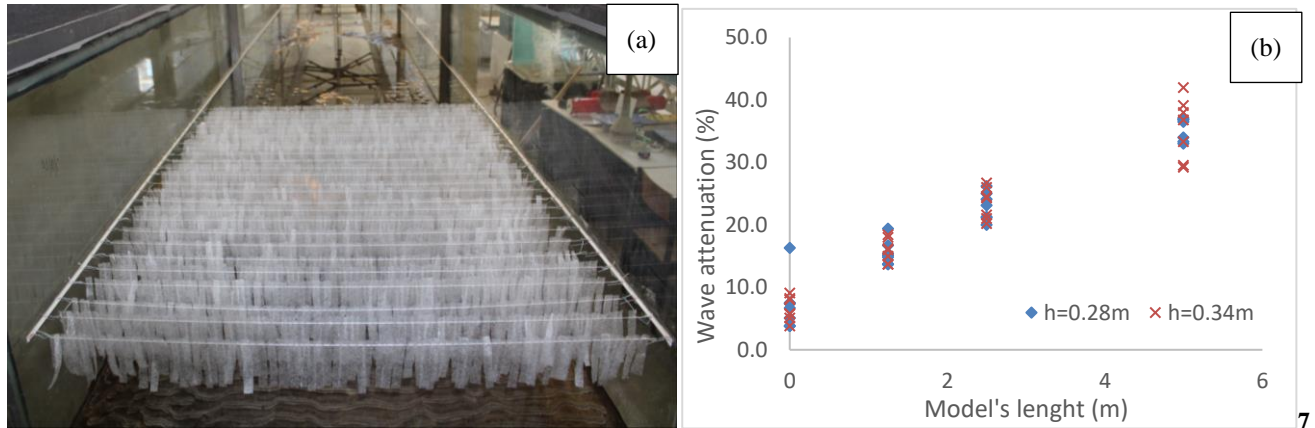 (a)
(b)
50.0
40.0
30.0
20.0
10.0
0.0
Wave attenuation (%)
h=0.28m
h=0.34m
0 2 4 6
Model's lenght (m)
7